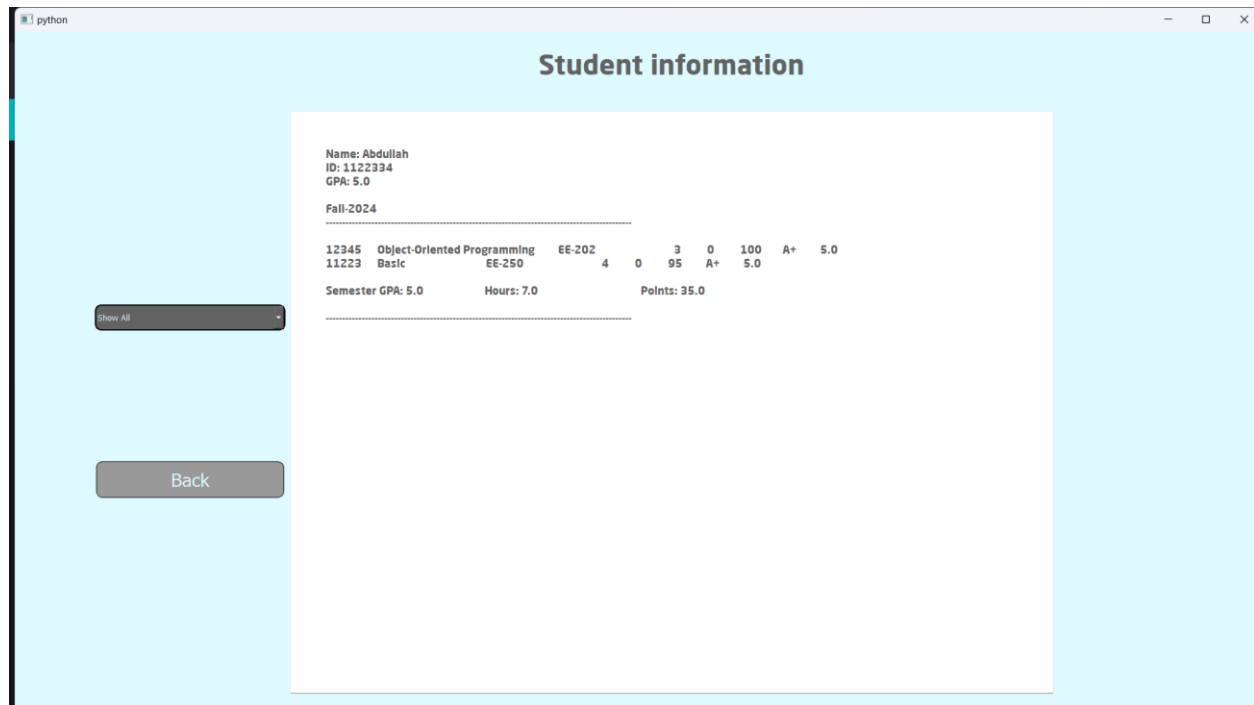 python
Student information
Name: Abdullah
ID: 1122334
GPA: 5.0
Fall-2024
--------------------------------------------------------------------------------------------
12345 Object-Oriented Programming EE-202 3 0 100 A+ 5.0
11223 Basic EE-250 4 0 95 A+ 5.0
Semester GPA: 5.0 Hours: 7.0 Points: 35.0
--------------------------------------------------------------------------------------------
Show All
Back